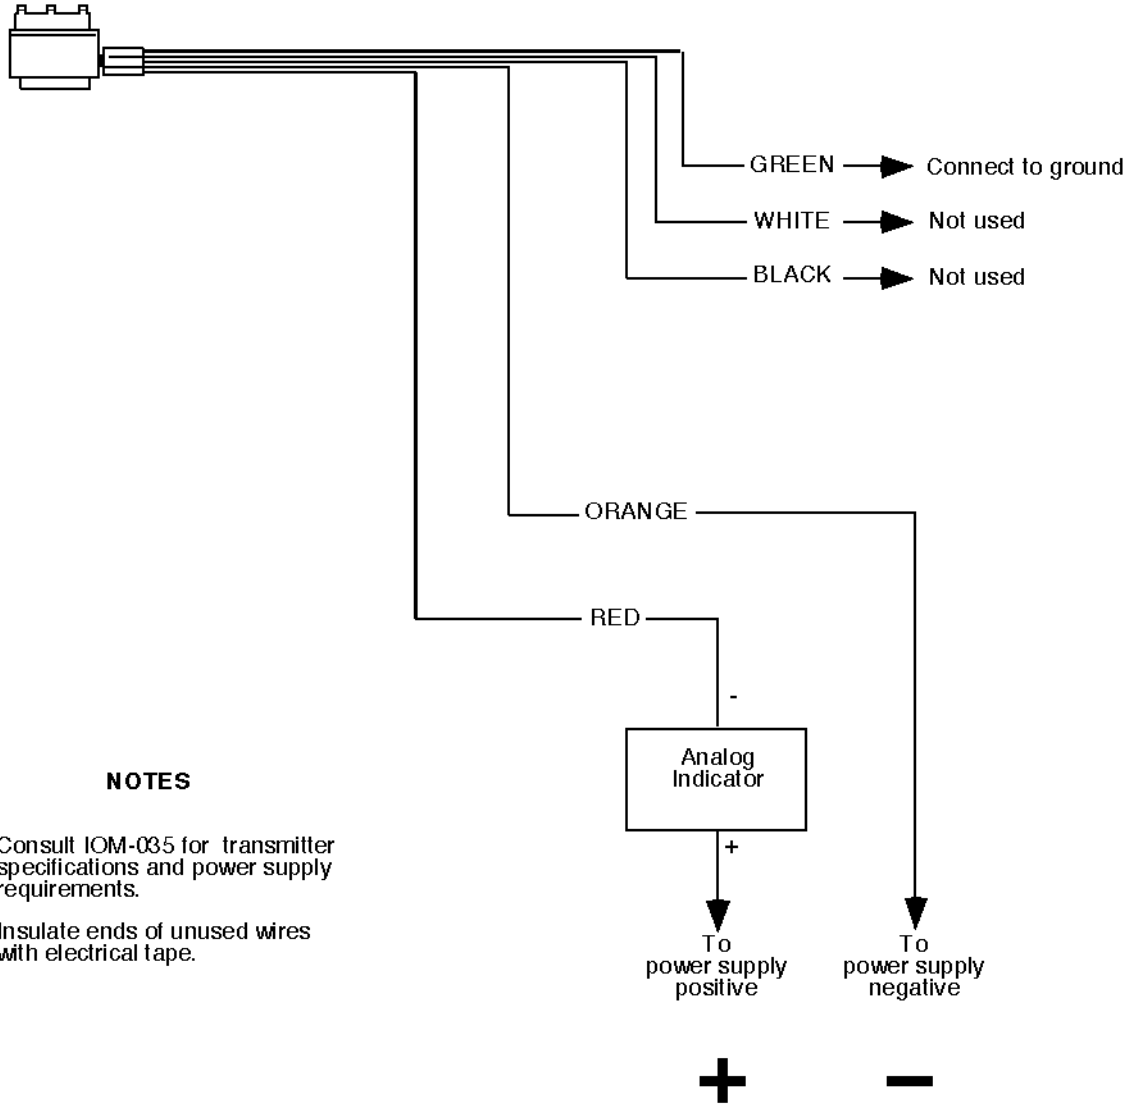 GREEN Connect to ground
WHITE Not used
BLACK Not used
ORANGE
RED
-
Analog
Indicator
+
NOTES
Consult IOM-035 for transmitter
specifications and power supply
requirements.
Insulate ends of unused wires
with electrical tape.
To
power supply
positive
To
power supply
negative
+ −